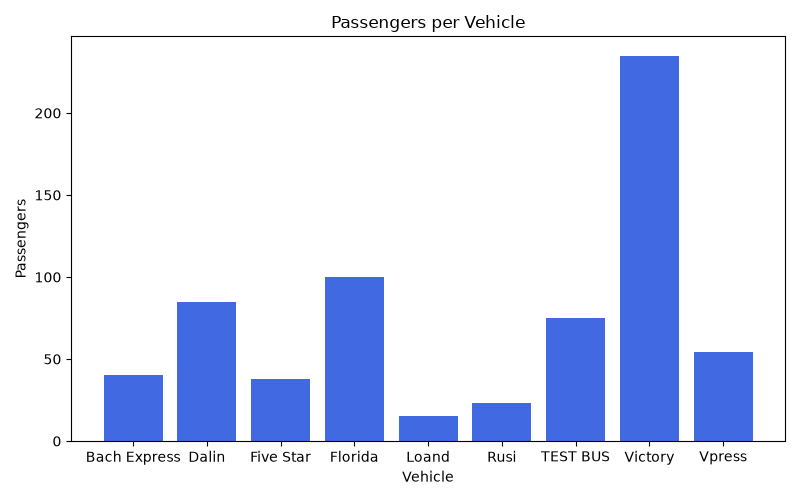 Passengers per Vehicle
Passengers
200
150
100
50
0
Bach Express Dalin Five Star Florida Loand Rusi TEST BUS Victory Vpress
Vehicle